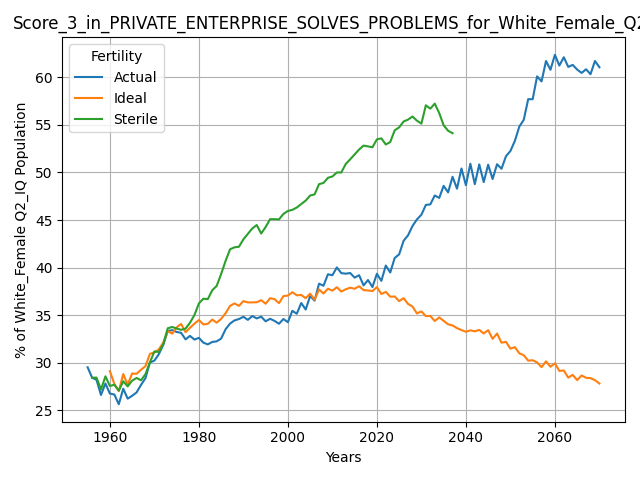 Score_3_in_PRIVATE_ENTERPRISE_SOLVES_PROBLEMS_for_White_Female_Q2
Fertility
Actual
Ideal
Sterile
% of White_Female Q2_IQ Population
60
55
50
45
40
35
30
25
1960
1980
2000
2020
2040
2060
Years